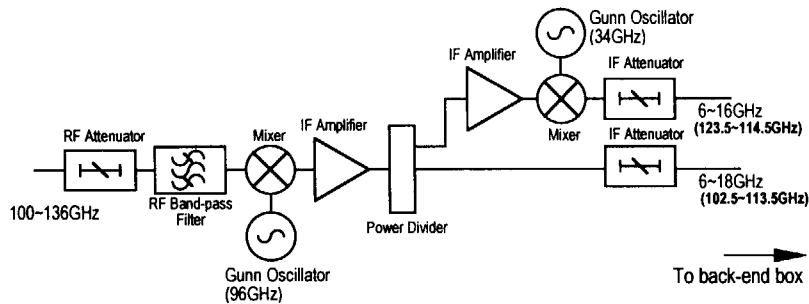 Gunn Oscillator
(34GHz)
IF Amplifier
IF Attenuator
Mixer
6~16GHz
(123.5~114.5GHz)
RF Attenuator
Mixer
IF Amplifier
IF Attenuator
100~136GHz
RF Band-pass
Filter
Power Divider
6~18GHz
(102.5~113.5GHz)
Gunn Oscillator
(96GHz)
To back-end box